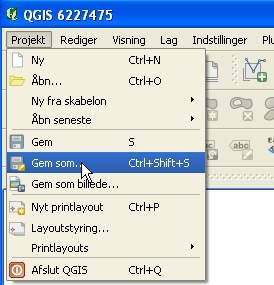 QGIS 6227475
Projekt Rediger Visning Lag Indstillinger
Ny Ctrl+N
Åbn... Ctrl+O
Ny fra skabelon
Åbn seneste
Gem S
Gem som... Ctrl+Shift+S
Gem som billede...
Nyt printlayout Ctrl+P
Layoutstyring...
Printlayouts
Afslut QGIS Ctrl+Q
abc